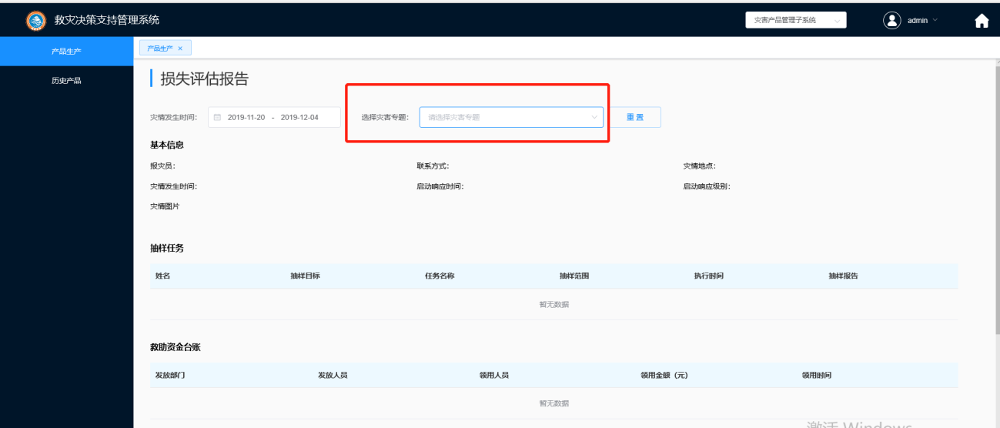 救灾决策支持管理系统 灾害产品管理子系统 admin
产品生产 产品生产 ×
历史产品
损失评估报告
灾情发生时间： 2019-11-20 - 2019-12-04 选择灾害专题： 请选择灾害专题 重置
基本信息
报灾员： 联系方式： 灾情地点：
灾情发生时间： 启动响应时间： 启动响应级别：
灾情图片
抽样任务
姓名 抽样目标 任务名称 抽样范围 执行时间 抽样报告
暂无数据
救助资金台账
发放部门 发放人员 领用人员 领用金额（元） 领用时间
暂无数据
激活 Windows